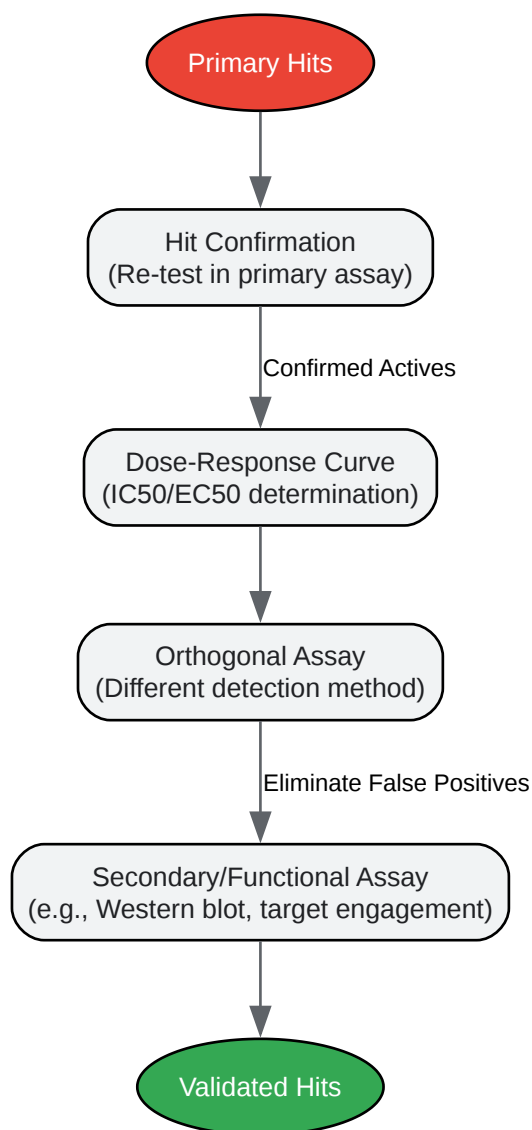 Primary Hits
Hit Confirmation
(Re-test in primary assay)
Confirmed Actives
Dose-Response Curve
(IC50/EC50 determination)
Orthogonal Assay
(Different detection method)
Eliminate False Positives
Secondary/Functional Assay
(e.g., Western blot, target engagement)
Validated Hits